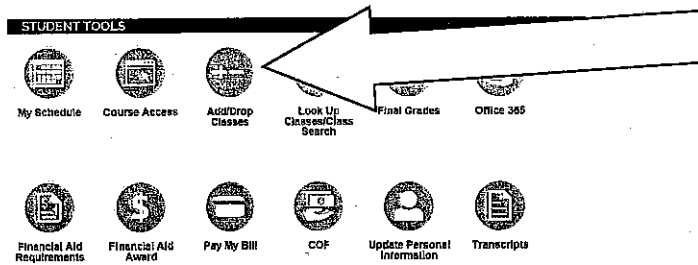 STUDENT TOOLS
My Schedule
Course Access
Add/Drop
Classes
Look Up
Classes/Class
Search
Final Grades
Office 365
Financial Aid
Requirements
Financial Aid
Award
Pay My Bill
COF
Update Personal
Information
Transcripts